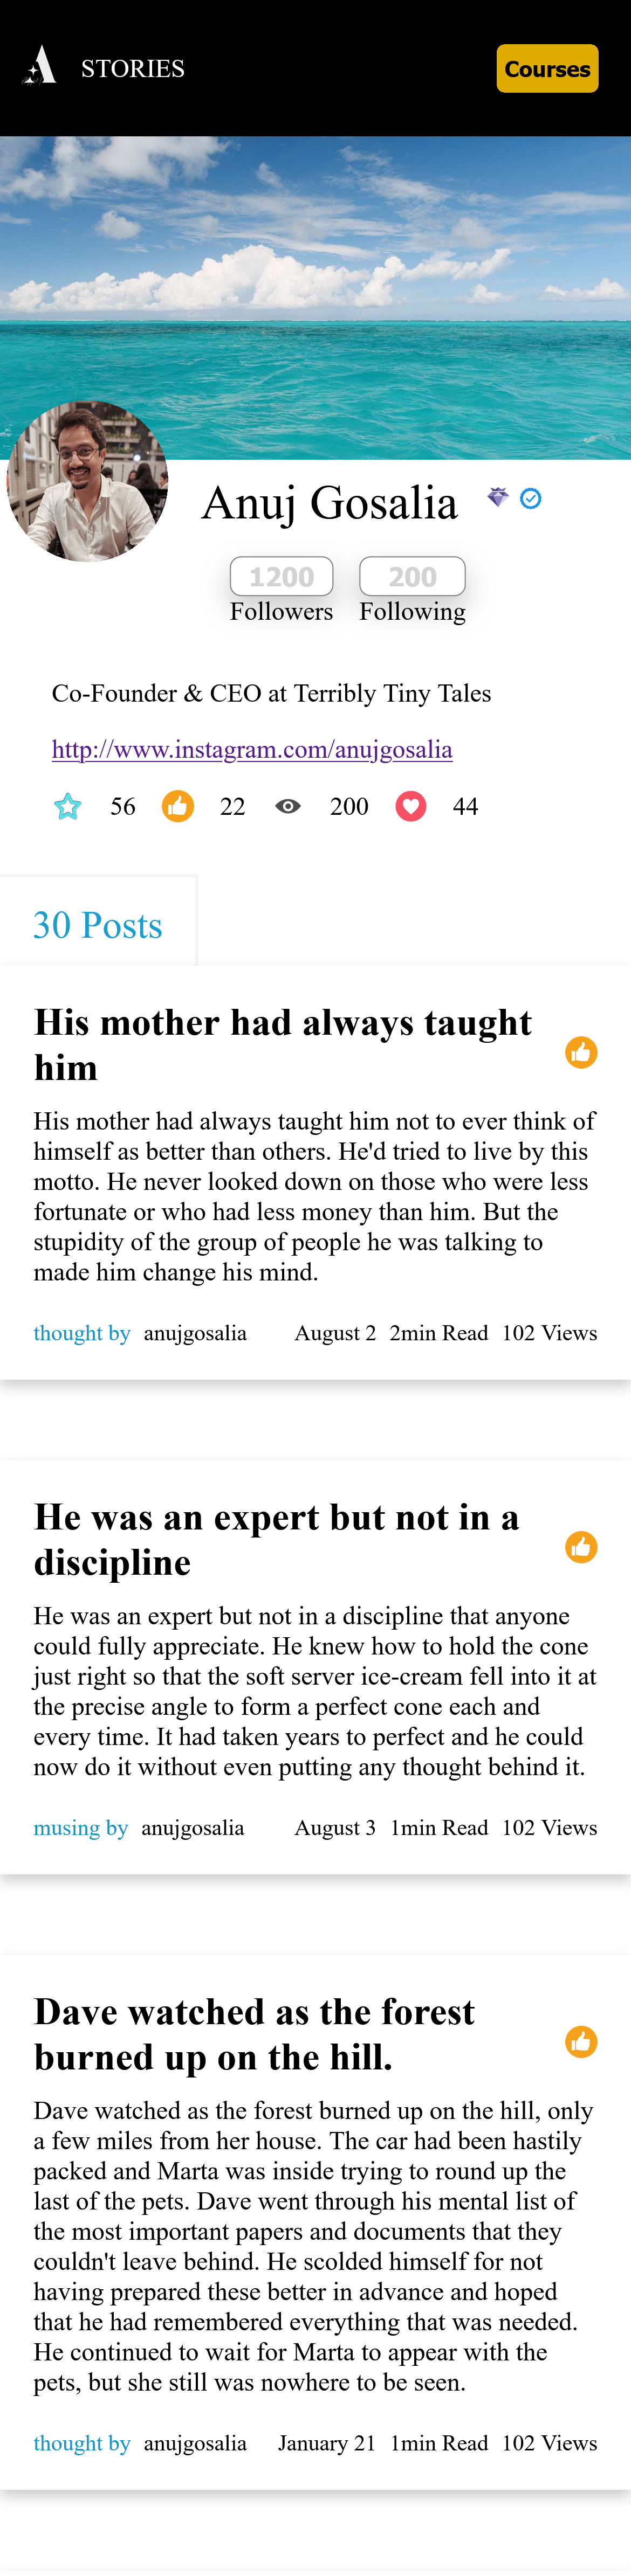 A STORIES
Courses
Anuj Gosalia
1200 200
Followers Following
Co-Founder & CEO at Terribly Tiny Tales
http://www.instagram.com/anujgosalia
56 22 200 44
30 Posts
His mother had always taught
him
His mother had always taught him not to ever think of
himself as better than others. He'd tried to live by this
motto. He never looked down on those who were less
fortunate or who had less money than him. But the
stupidity of the group of people he was talking to
made him change his mind.
thought by anujgosalia August 2 2min Read 102 Views
He was an expert but not in a
discipline
He was an expert but not in a discipline that anyone
could fully appreciate. He knew how to hold the cone
just right so that the soft server ice-cream fell into it at
the precise angle to form a perfect cone each and
every time. It had taken years to perfect and he could
now do it without even putting any thought behind it.
musing by anujgosalia August 3 1min Read 102 Views
Dave watched as the forest
burned up on the hill.
Dave watched as the forest burned up on the hill, only
a few miles from her house. The car had been hastily
packed and Marta was inside trying to round up the
last of the pets. Dave went through his mental list of
the most important papers and documents that they
couldn't leave behind. He scolded himself for not
having prepared these better in advance and hoped
that he had remembered everything that was needed.
He continued to wait for Marta to appear with the
pets, but she still was nowhere to be seen.
thought by anujgosalia January 21 1min Read 102 Views